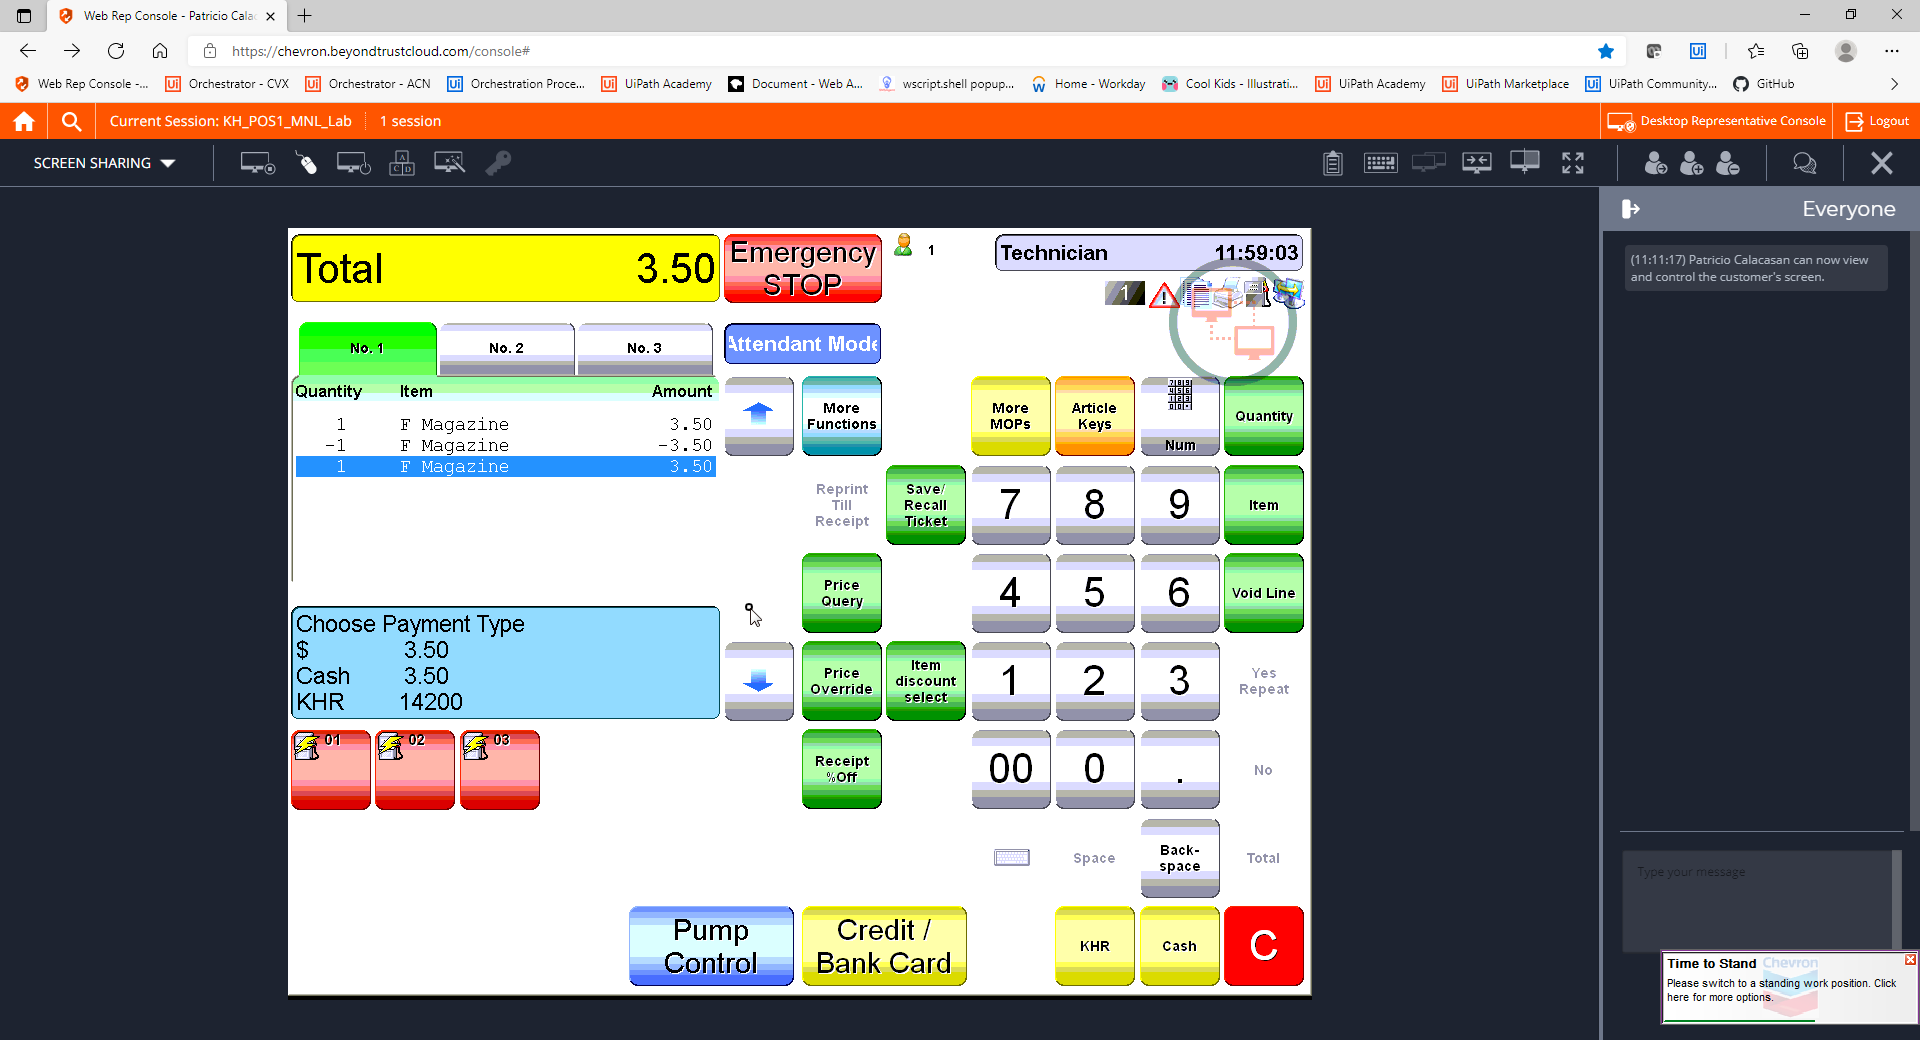 Web Rep Console - Patricio Cala
https://chevron.beyondtrustcloud.com/console#
Web Rep Console -... Orchestrator - CVX Orchestrator - ACN Orchestration Proce... UiPath Academy Document - Web A... wscript.shell popup... Home - Workday Cool Kids - Illustrati... UiPath Academy UiPath Marketplace UiPath Community... GitHub
Current Session: KH_POS1_MNL_Lab 1 session Desktop Representative Console Logout
SCREEN SHARING
Everyone
(11:11:17) Patricio Calacasan can now view
and control the customer's screen.
Total 3.50
Emergency
STOP
1
Technician 11:59:03
1
No. 1 No. 2 No. 3
Attendant Mode
Quantity Item Amount
1 F Magazine 3.50
-1 F Magazine -3.50
1 F Magazine 3.50
More
Functions
More
MOPs
Article
Keys
Num
Quantity
Reprint
Till
Receipt
Save/
Recall
Ticket
7 8 9
Item
Price
Query
4 5 6
Void Line
Choose Payment Type
$ 3.50
Cash 3.50
KHR 14200
Price
Override
Item
discount
select
1 2 3
Yes
Repeat
01 02 03
Receipt
%Off
00 0 .
No
Space
Back-
space
Total
Pump
Control
Credit /
Bank Card
KHR
Cash
C
Type your message
Time to Stand Chevron
Please switch to a standing work position. Click
here for more options.